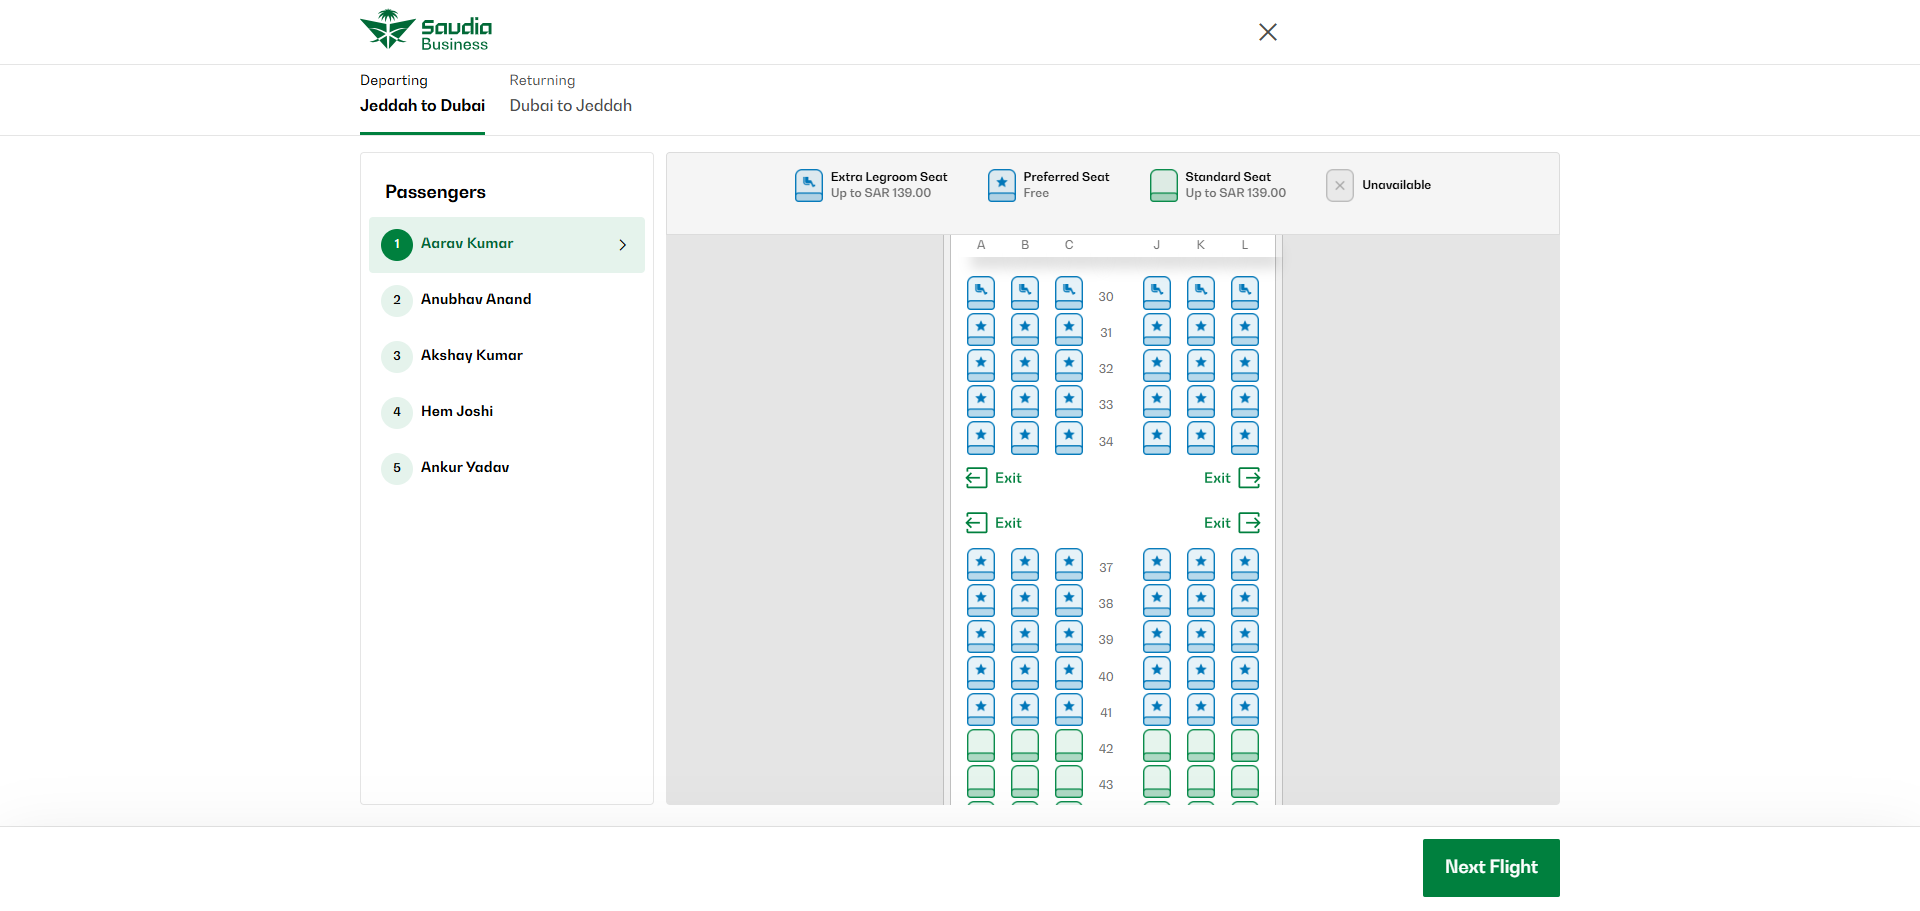 Saudia
Business
Departing
Jeddah to Dubai
Returning
Dubai to Jeddah
Passengers
1 Aarav Kumar
2 Anubhav Anand
3 Akshay Kumar
4 Hem Joshi
5 Ankur Yadav
Extra Legroom Seat
Up to SAR 139.00
Preferred Seat
Free
Standard Seat
Up to SAR 139.00
Unavailable
A B C J K L
30
31
32
33
34
Exit Exit
Exit Exit
37
38
39
40
41
42
43
Next Flight